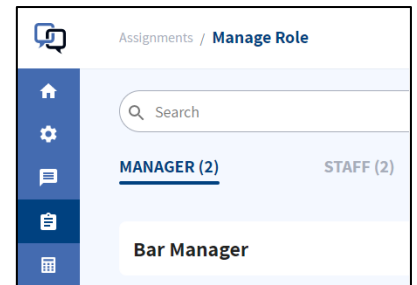 Assignments / Manage Role
Search
MANAGER (2) STAFF (2)
Bar Manager